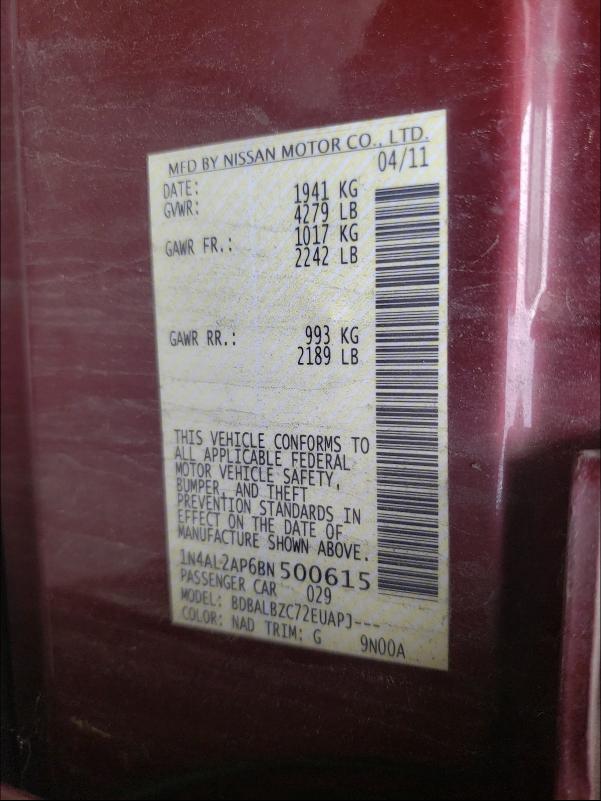 MFD BY NISSAN MOTOR CO., LTD.
DATE: 04/11
GVWR: 1941 KG
4279 LB
GAWR FR.: 1017 KG
2242 LB
GAWR RR.: 993 KG
2189 LB
THIS VEHICLE CONFORMS TO
ALL APPLICABLE FEDERAL
MOTOR VEHICLE SAFETY,
BUMPER, AND THEFT
PREVENTION STANDARDS IN
EFFECT ON THE DATE OF
MANUFACTURE SHOWN ABOVE.
1N4AL2AP6BN500615
PASSENGER CAR 029
MODEL: BDBALBZC72EUAPJ---
COLOR: NAD TRIM: G 9N00A